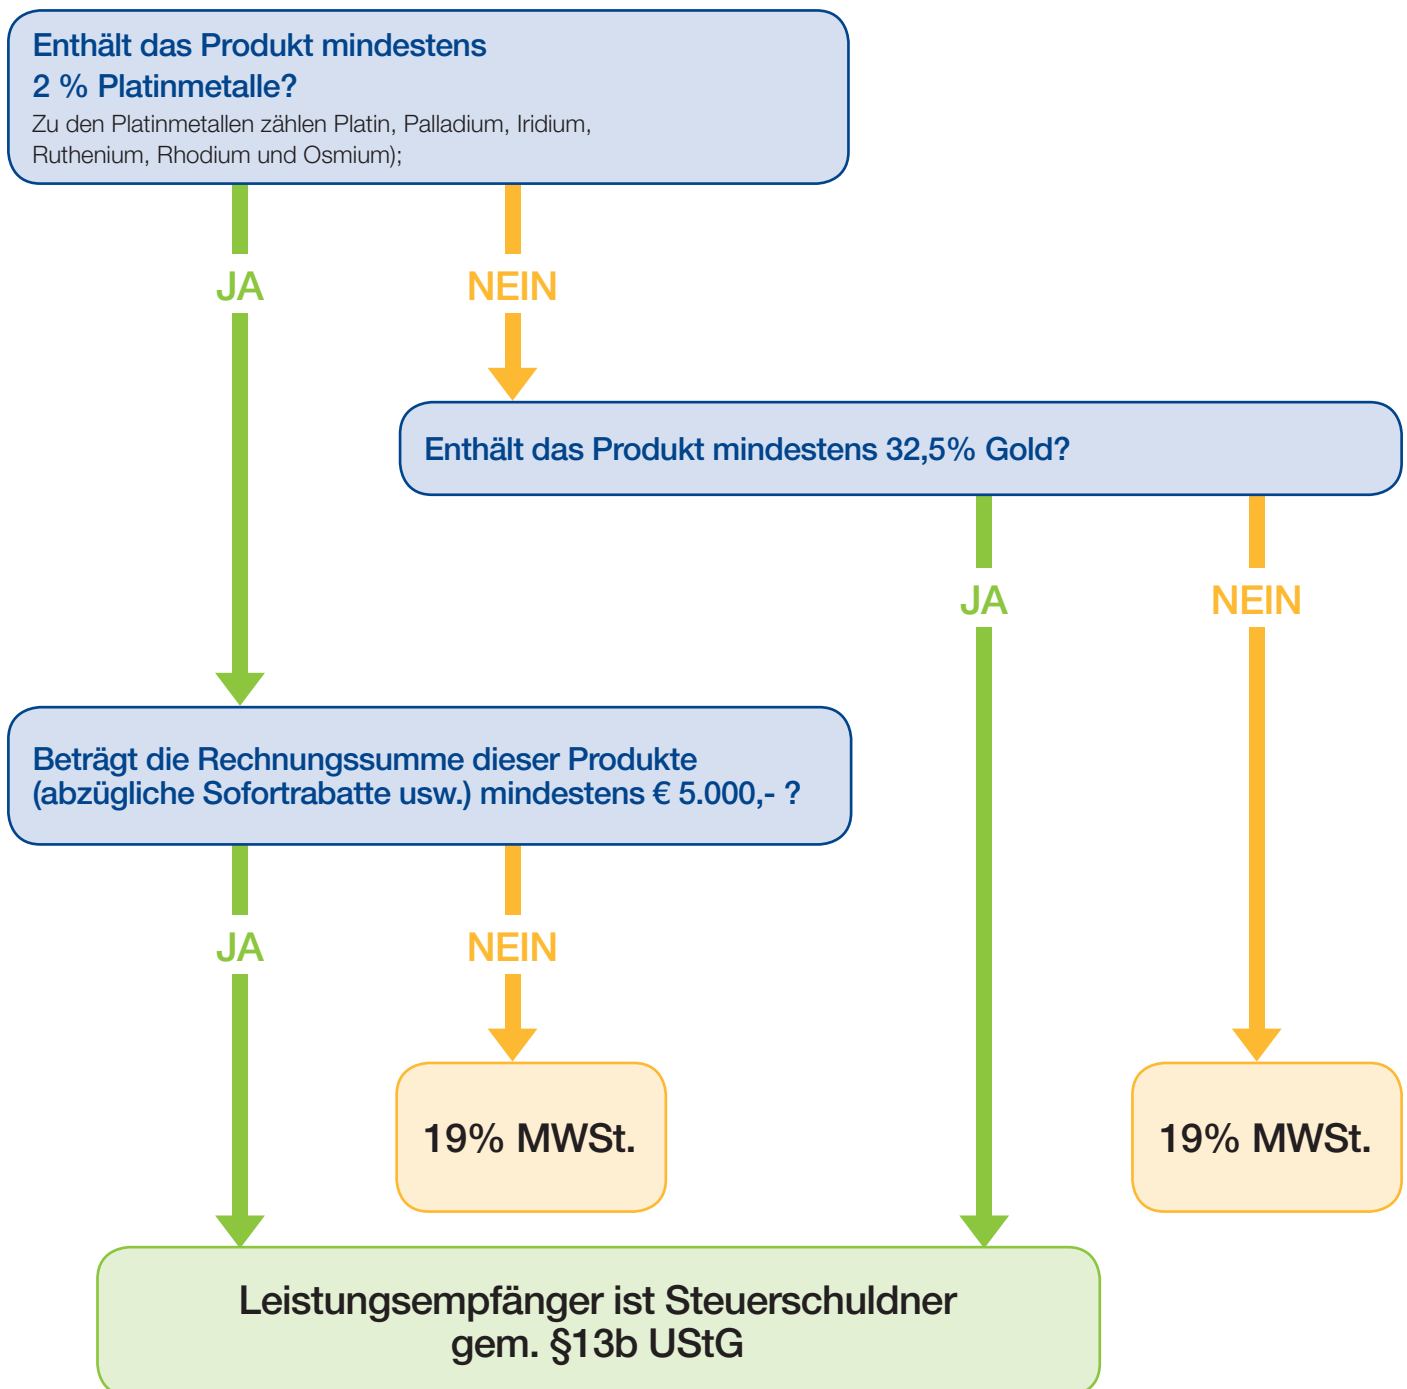 Enthält das Produkt mindestens
2 % Platinmetalle?
Zu den Platinmetallen zählen Platin, Palladium, Iridium,
Ruthenium, Rhodium und Osmium);
JA
NEIN
Enthält das Produkt mindestens 32,5% Gold?
JA
NEIN
Beträgt die Rechnungssumme dieser Produkte
(abzügliche Sofortrabatte usw.) mindestens € 5.000,- ?
JA
NEIN
19% MWSt.
19% MWSt.
Leistungsempfänger ist Steuerschuldner
gem. §13b UStG